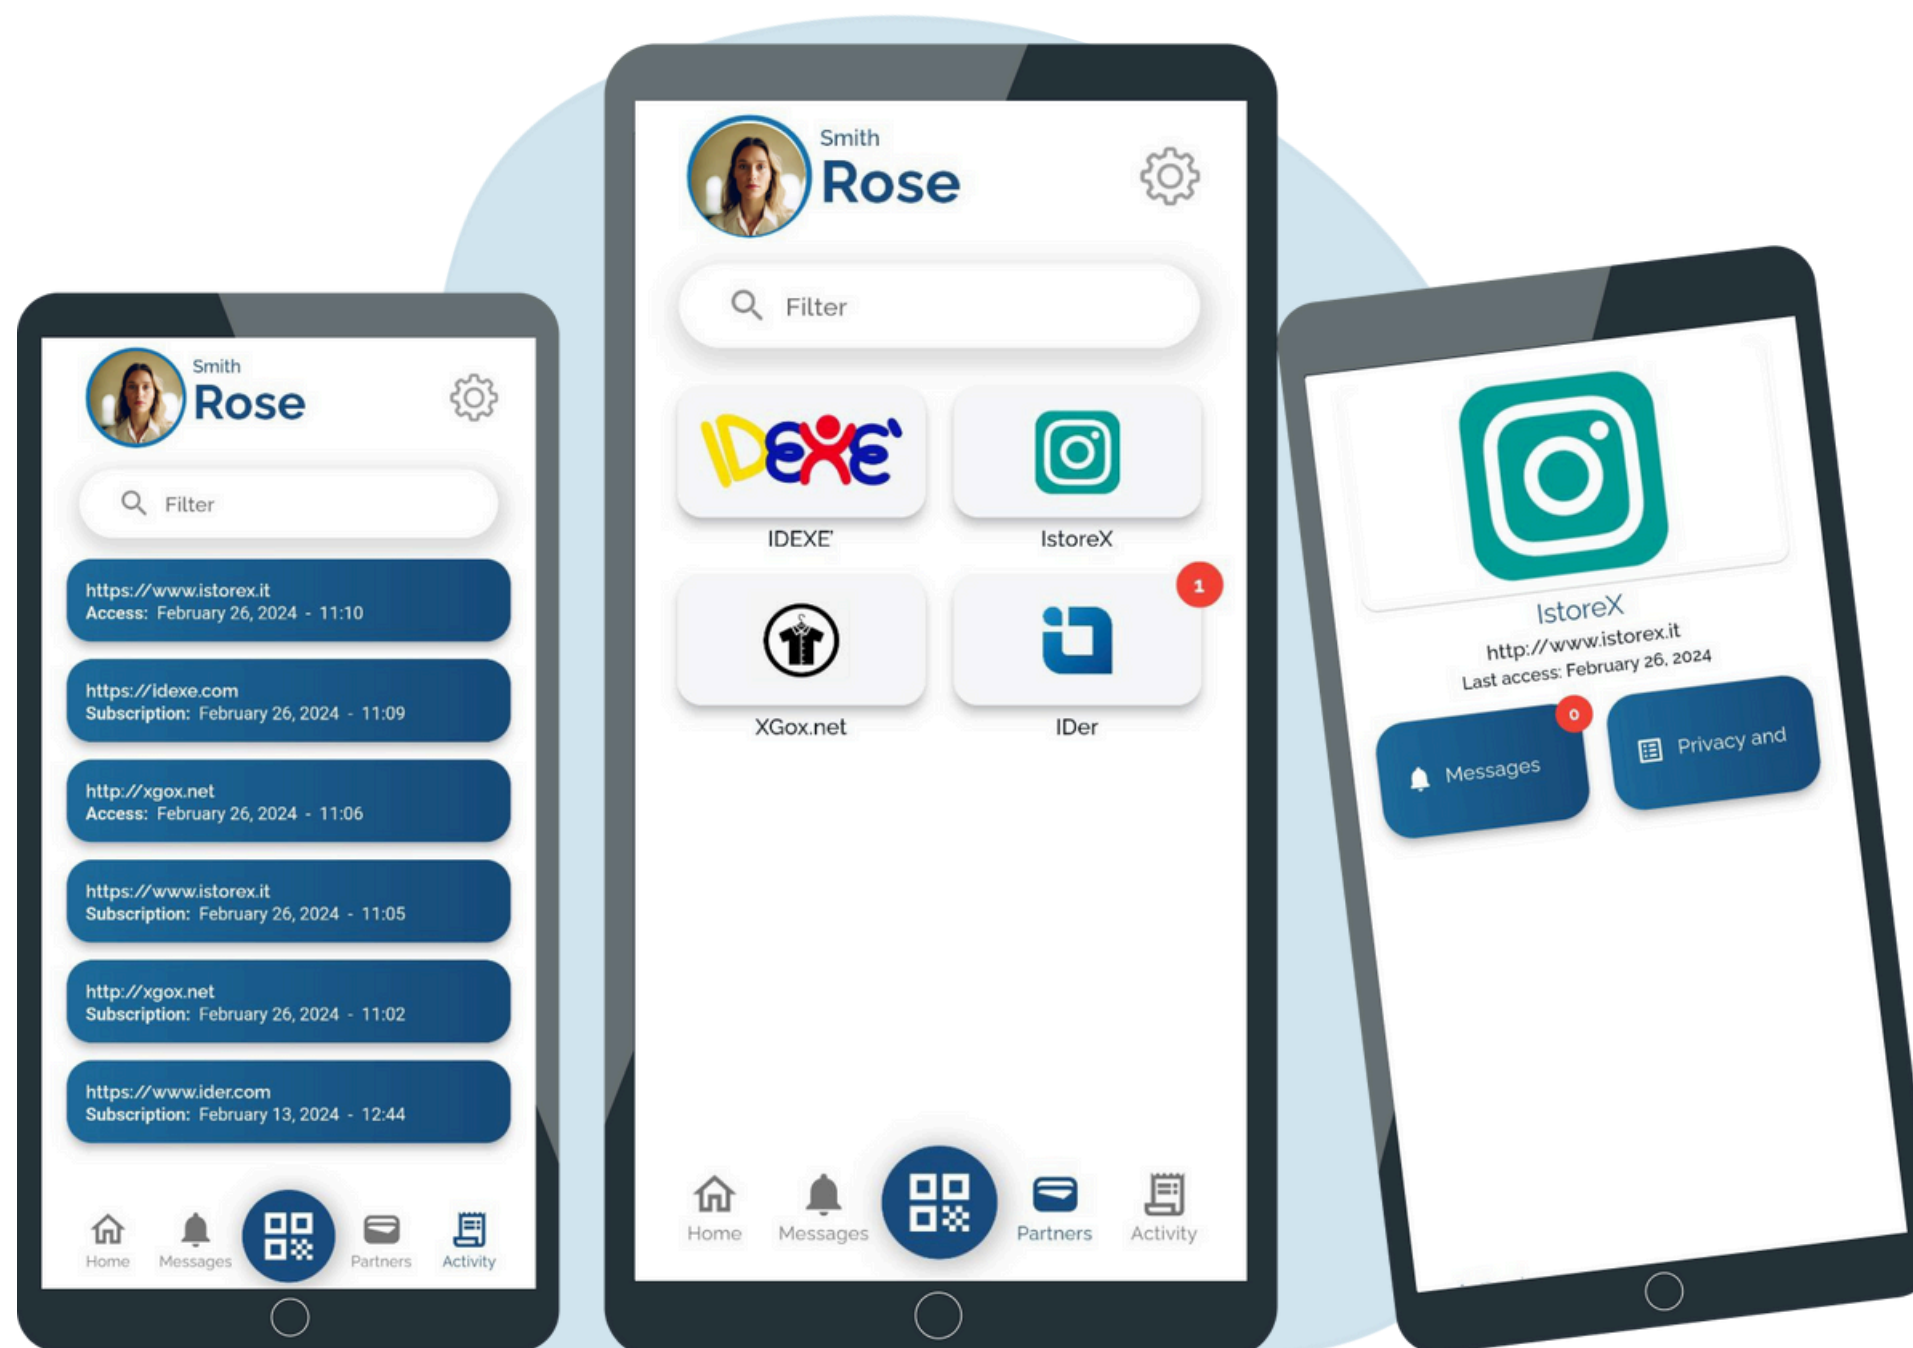 Smith
Rose
Filter
https://www.istorex.it
Access: February 26, 2024 - 11:10
https://idexe.com
Subscription: February 26, 2024 - 11:09
http://xgox.net
Access: February 26, 2024 - 11:06
https://www.istorex.it
Subscription: February 26, 2024 - 11:05
http://xgox.net
Subscription: February 26, 2024 - 11:02
https://www.ider.com
Subscription: February 13, 2024 - 12:44
Home Messages Partners Activity
Smith
Rose
Filter
IDEXE'
IDEXE' IstoreX
1
XGox.net IDer
Home Messages Partners Activity
IstoreX
http://www.istorex.it
Last access: February 26, 2024
0
Messages Privacy and